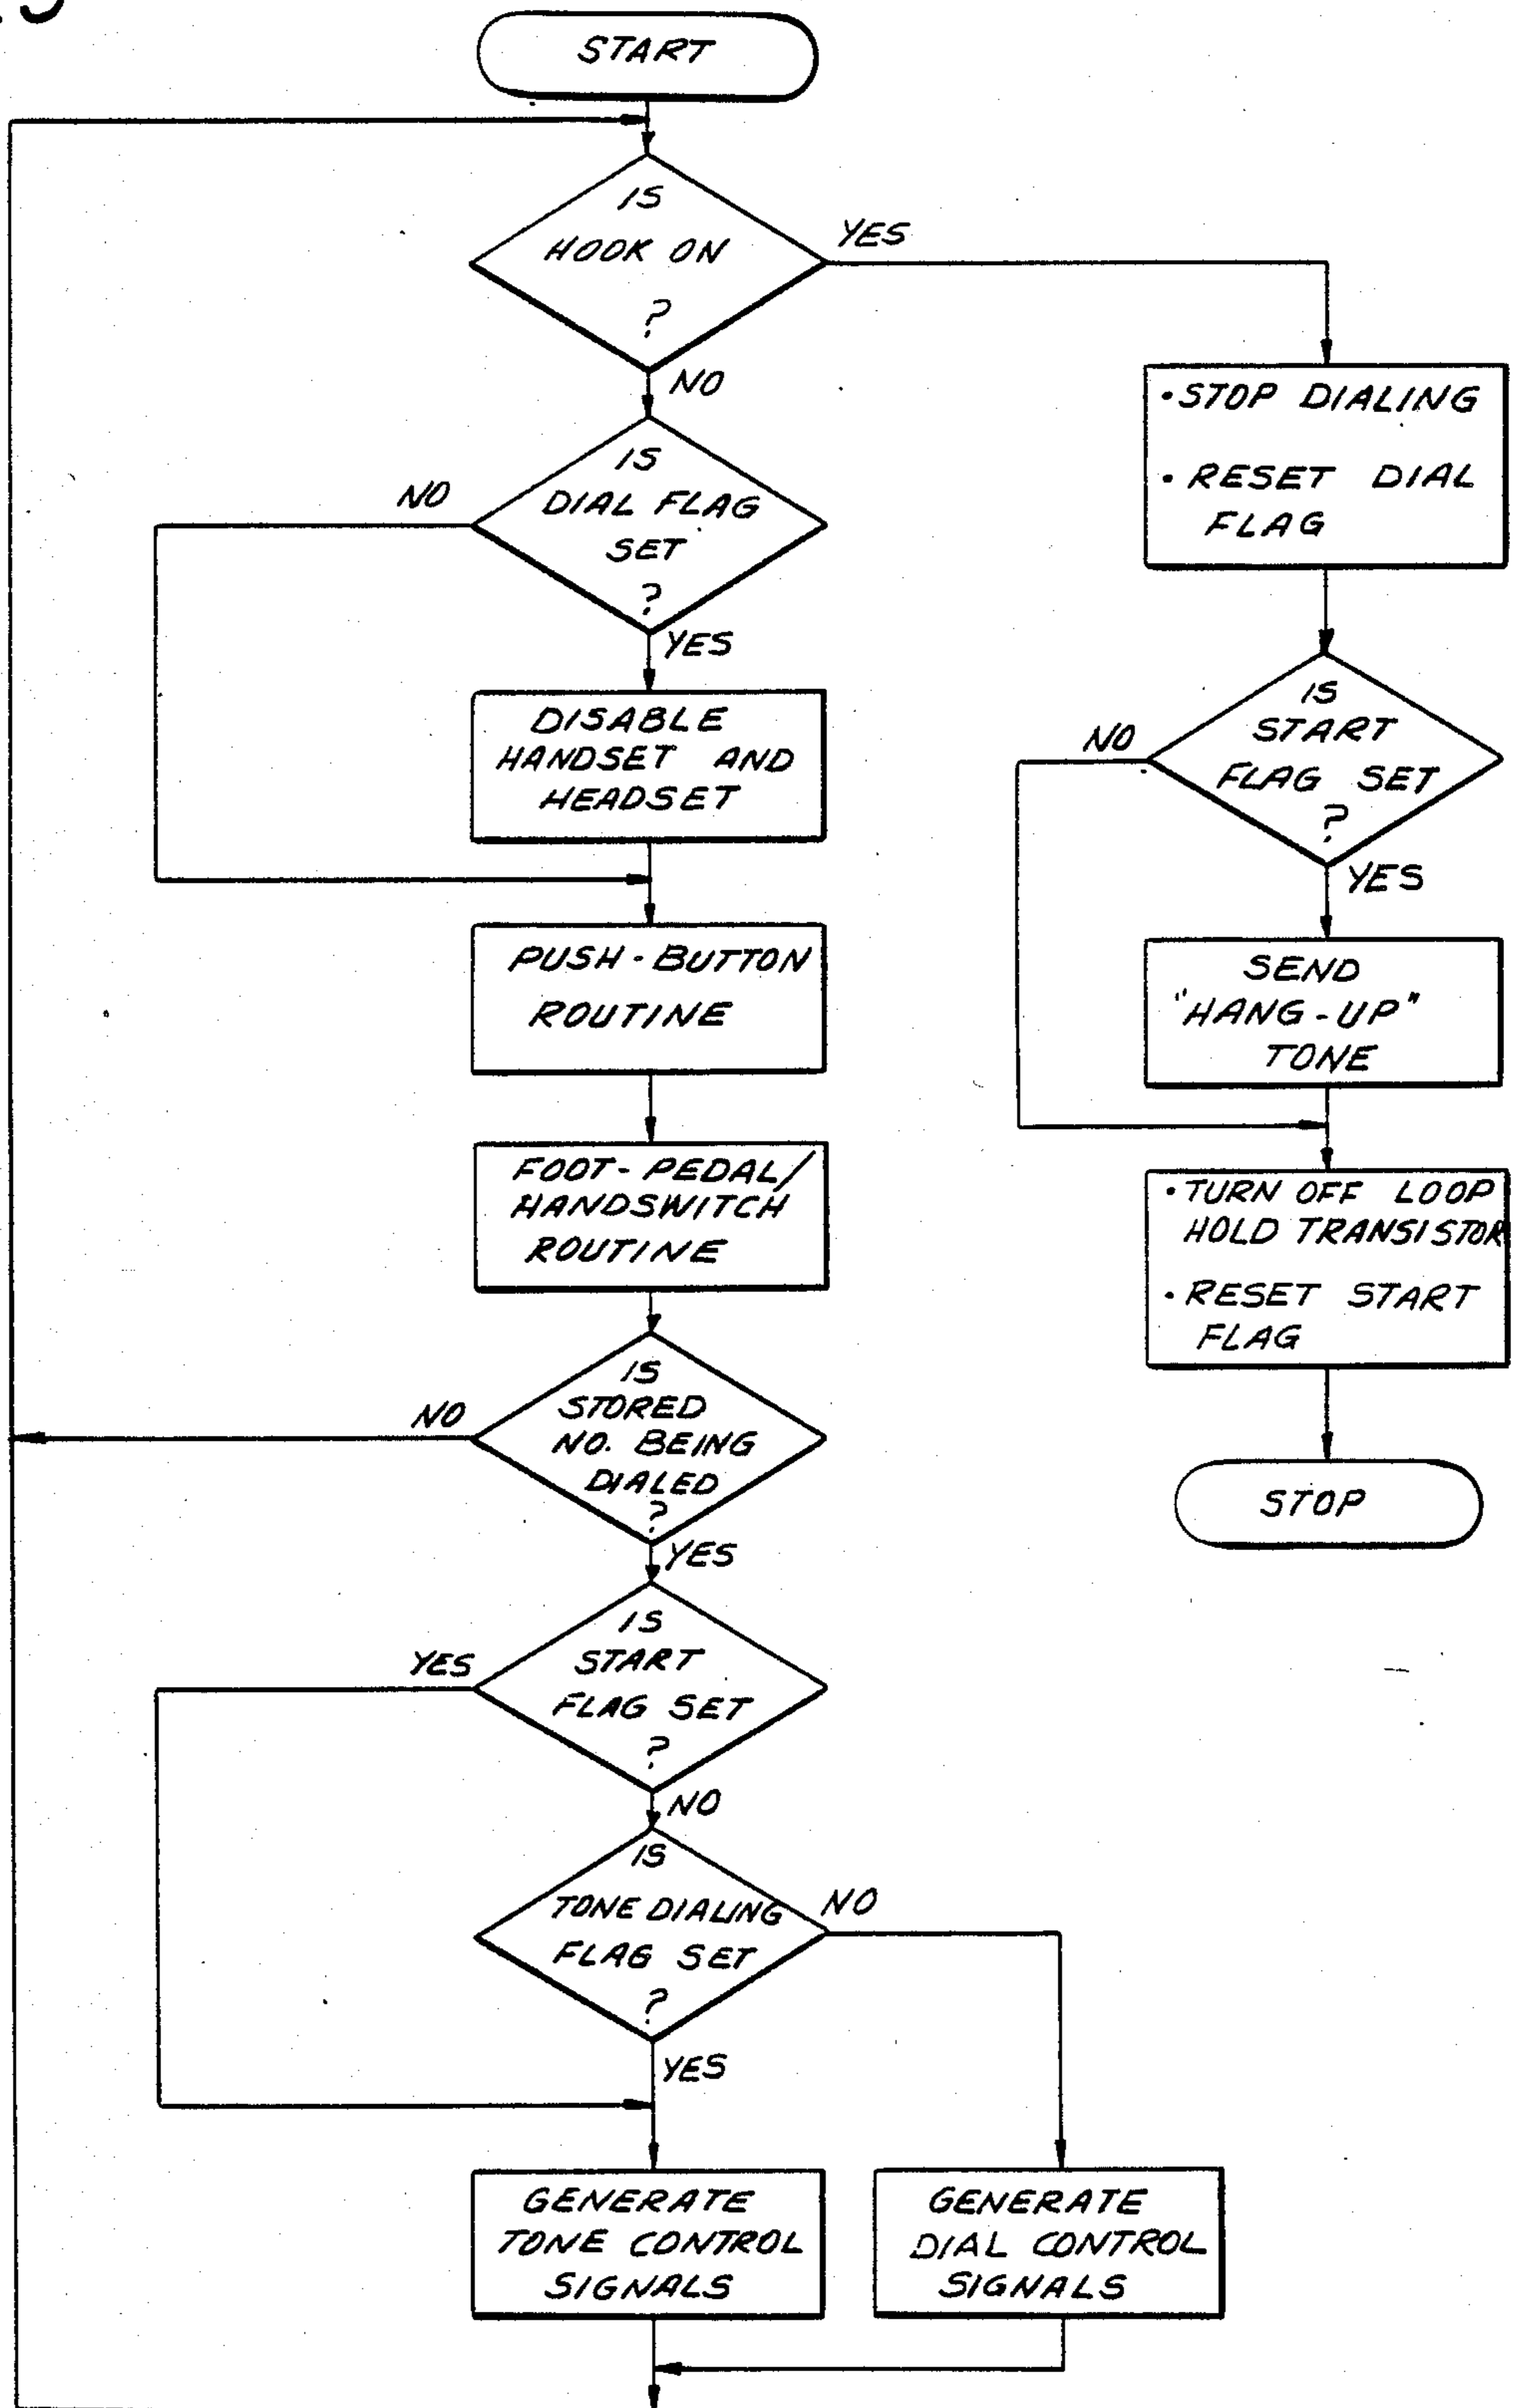 START
IS
HOOK ON
?
YES
NO
• STOP DIALING
• RESET DIAL
FLAG
IS
DIAL FLAG
SET
?
NO
YES
DISABLE
HANDSET AND
HEADSET
IS
START
FLAG SET
?
NO
YES
PUSH-BUTTON
ROUTINE
SEND
"HANG-UP"
TONE
FOOT-PEDAL/
HANDSWITCH
ROUTINE
• TURN OFF LOOP
HOLD TRANSISTOR
• RESET START
FLAG
IS
STORED
NO. BEING
DIALED
?
NO
YES
STOP
IS
START
FLAG SET
?
YES
NO
IS
TONE DIALING
FLAG SET
?
NO
YES
GENERATE
TONE CONTROL
SIGNALS
GENERATE
DIAL CONTROL
SIGNALS